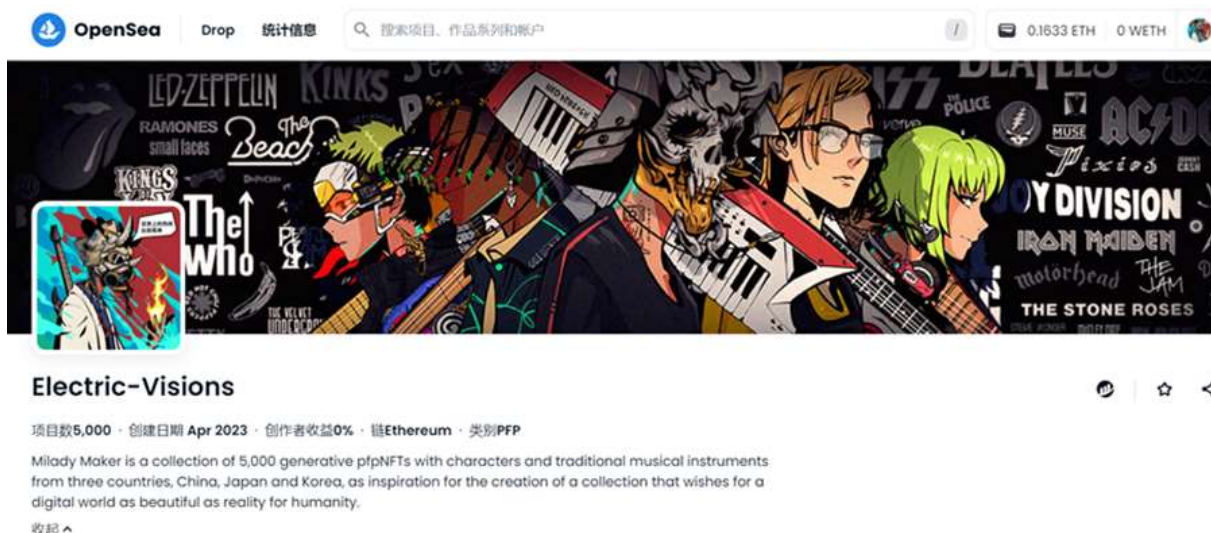 OpenSea Drop 统计信息 搜索项目、作品系列和帐户 / 0.1633 ETH 0 WETH
LED-ZEPPELIN KINKS BEATLES
RAMONES The Beach THE POLICE MUSE AC/DC
small faces verve Pixies JOHNNY CASH
KINGS
The Who JOY DIVISION
IRON MAIDEN
motörhead THE JAM
THE VELVET UNDERGROUND THE STONE ROSES
STEVIE WONDER
Electric-Visions
项目数5,000 · 创建日期 Apr 2023 · 创作者收益0% · 链Ethereum · 类别PFP
Milady Maker is a collection of 5,000 generative pfpNFTs with characters and traditional musical instruments
from three countries, China, Japan and Korea, as inspiration for the creation of a collection that wishes for a
digital world as beautiful as reality for humanity.
收起